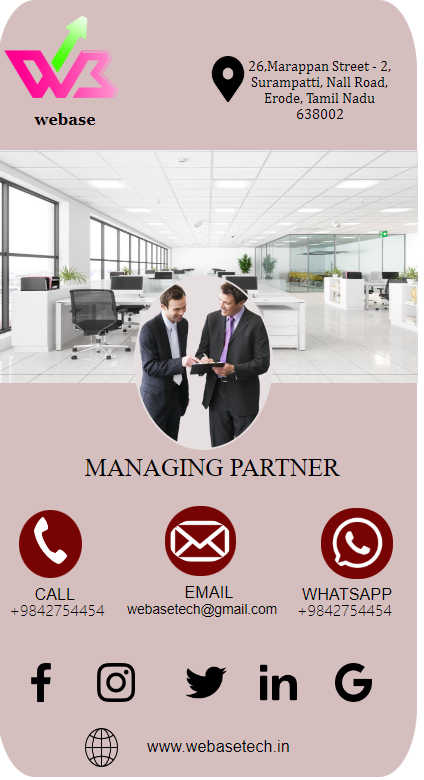 WB
webase
26,Marappan Street - 2,
Surampatti, Nall Road,
Erode, Tamil Nadu
638002
MANAGING PARTNER
CALL
+9842754454
EMAIL
webasetech@gmail.com
WHATSAPP
+9842754454
www.webasetech.in